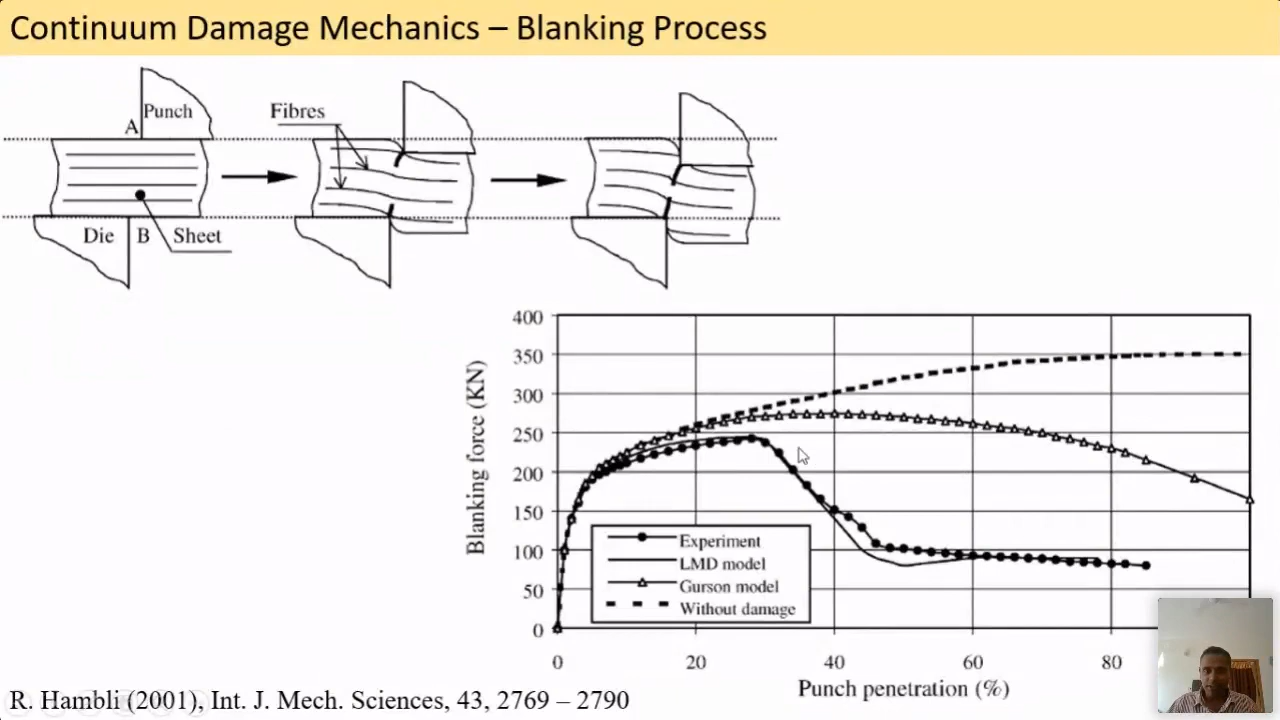 Continuum Damage Mechanics – Blanking Process
Punch
A
Fibres
Die
B
Sheet
400
350
300
250
200
150
100
50
0
Blanking force (KN)
Experiment
LMD model
Gurson model
Without damage
0
20
40
60
80
Punch penetration (%)
R. Hambli (2001), Int. J. Mech. Sciences, 43, 2769 – 2790